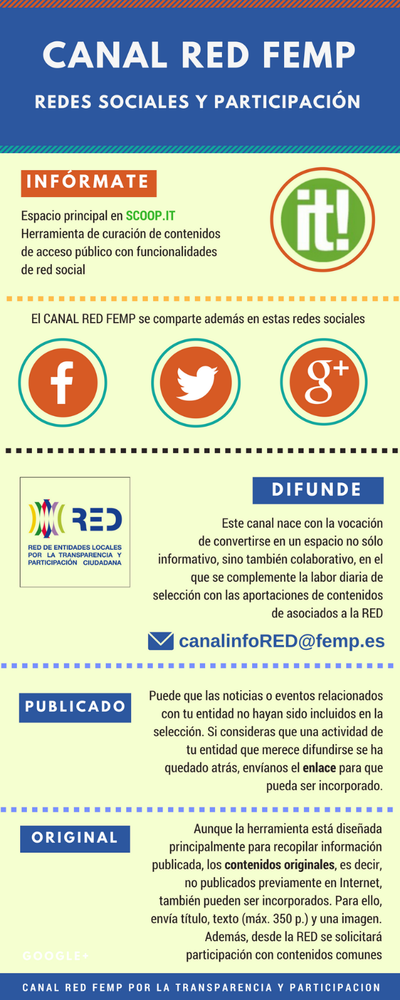 CANAL RED FEMP
REDES SOCIALES Y PARTICIPACIÓN
INFÓRMATE
Espacio principal en SCOOP.IT
Herramienta de curación de contenidos
de acceso público con funcionalidades
de red social
it!
El CANAL RED FEMP se comparte además en estas redes sociales
f
g+
RED
RED DE ENTIDADES LOCALES
POR LA TRANSPARENCIA Y
PARTICIPACIÓN CIUDADANA
DIFUNDE
Este canal nace con la vocación
de convertirse en un espacio no sólo
informativo, sino también colaborativo, en el
que se complemente la labor diaria de
selección con las aportaciones de contenidos
de asociados a la RED
canalinfoRED@femp.es
PUBLICADO
Puede que las noticias o eventos relacionados
con tu entidad no hayan sido incluidos en la
selección. Si consideras que una actividad de
tu entidad que merece difundirse se ha
quedado atrás, envíanos el enlace para que
pueda ser incorporado.
ORIGINAL
Aunque la herramienta está diseñada
principalmente para recopilar información
publicada, los contenidos originales, es decir,
no publicados previamente en Internet,
también pueden ser incorporados. Para ello,
envía título, texto (máx. 350 p.) y una imagen.
Además, desde la RED se solicitará
participación con contenidos comunes
GOOGLE+
CANAL RED FEMP POR LA TRANSPARENCIA Y PARTICIPACION